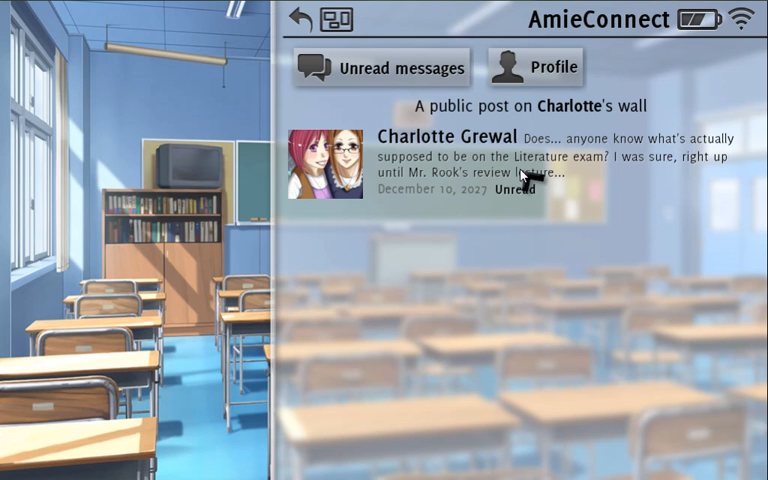 AmieConnect
Unread messages
Profile
A public post on Charlotte's wall
Charlotte Grewal Does... anyone know what's actually
supposed to be on the Literature exam? I was sure, right up
until Mr. Rook's review lecture...
December 10, 2027 Unread